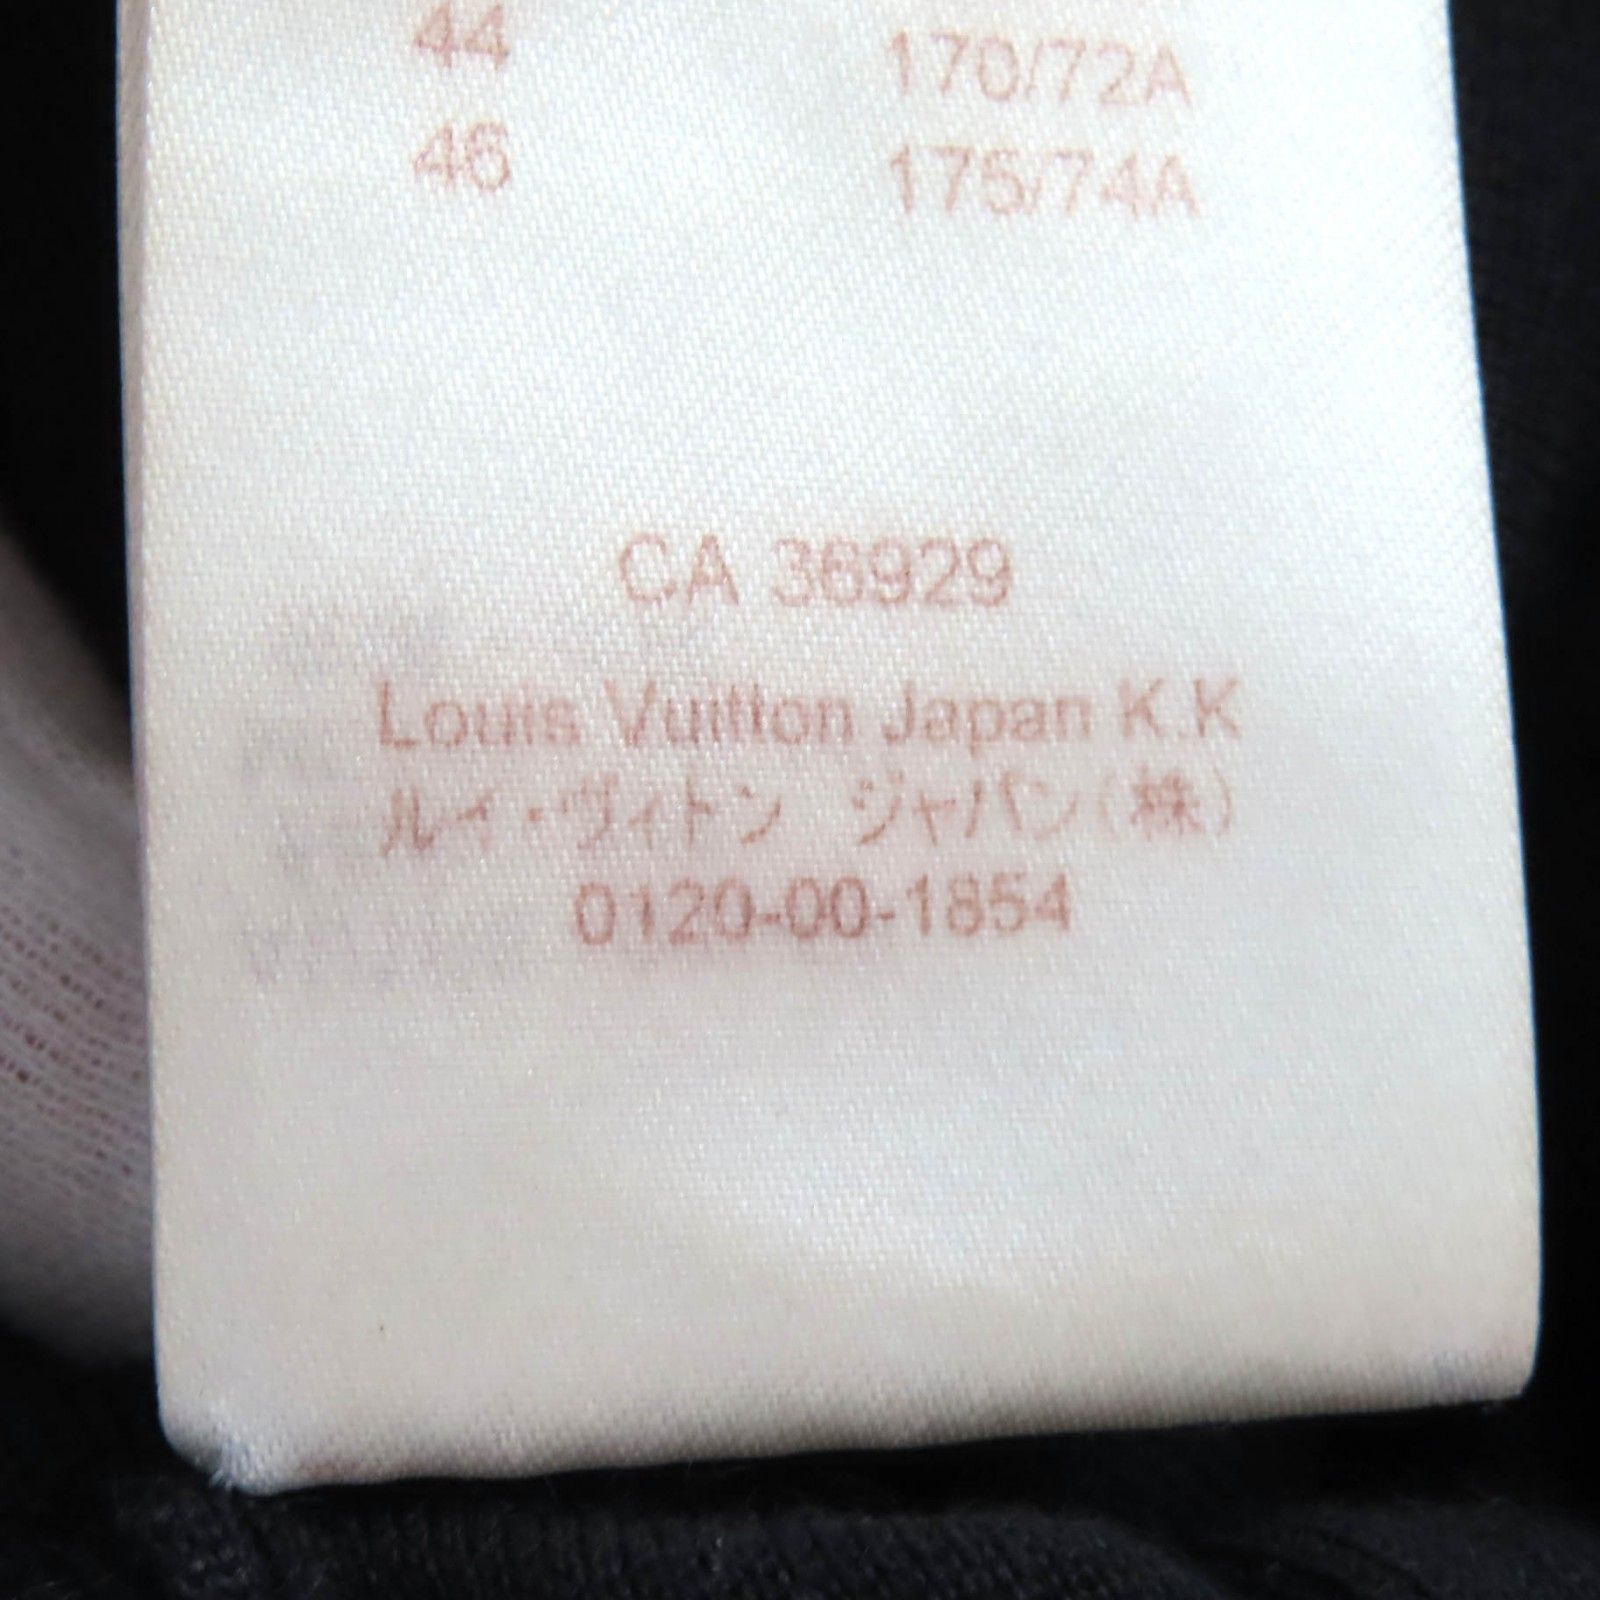 44 170/72A
46 175/74A
CA 36929
Louis Vuitton Japan K.K
ルイ・ヴィトン ジャパン(株)
0120-00-1854